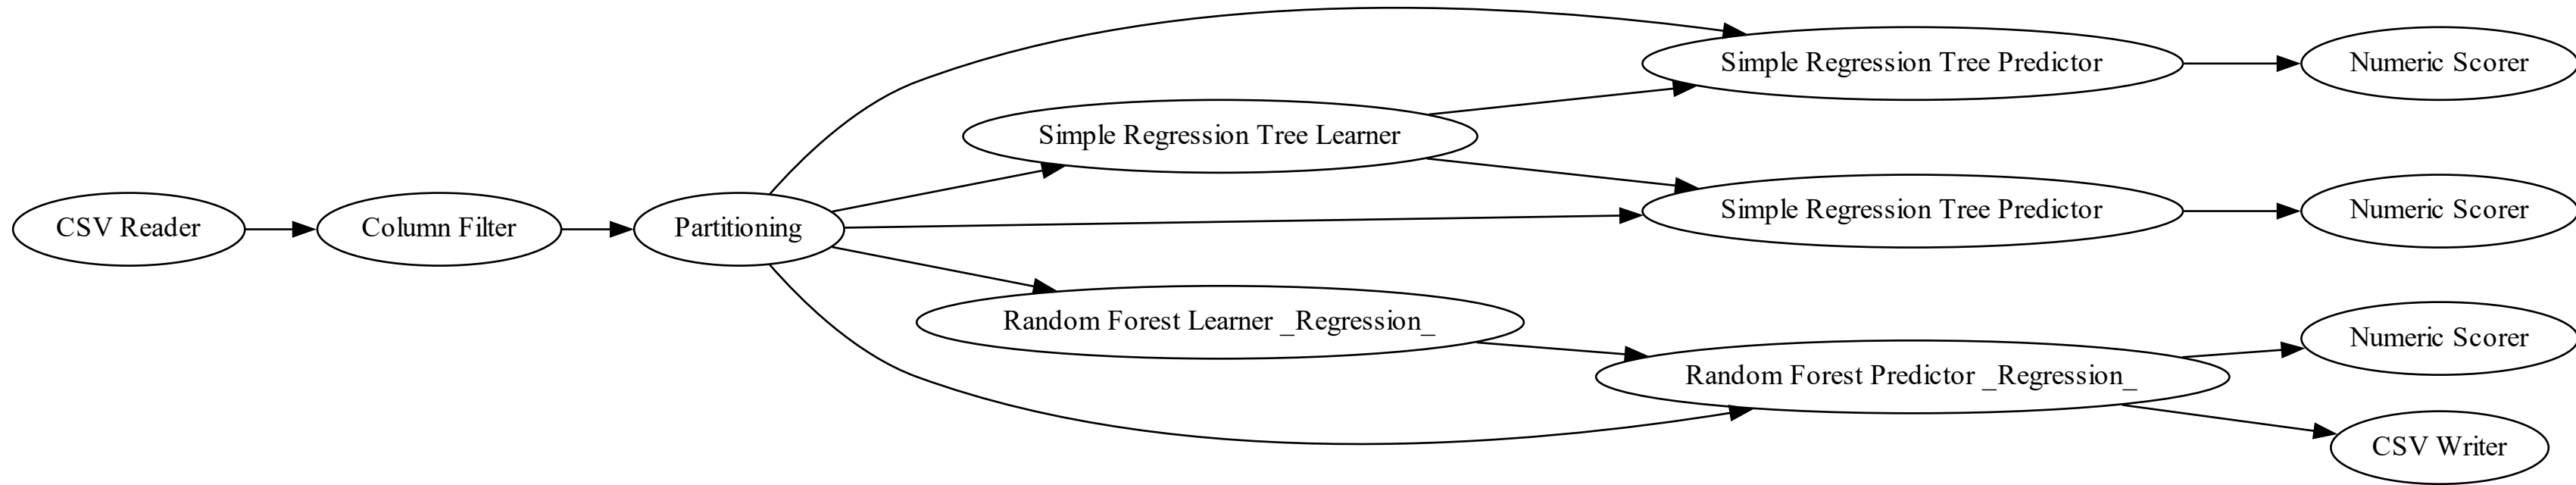 CSV Reader
Column Filter
Partitioning
Simple Regression Tree Learner
Random Forest Learner _Regression_
Simple Regression Tree Predictor
Simple Regression Tree Predictor
Random Forest Predictor _Regression_
Numeric Scorer
Numeric Scorer
Numeric Scorer
CSV Writer